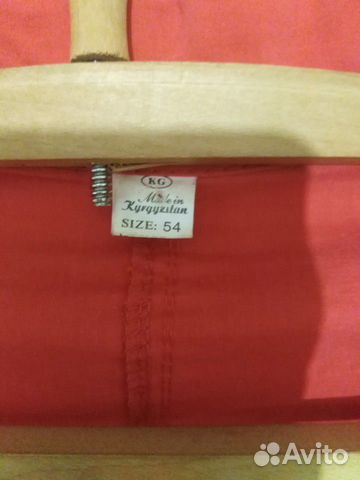 KG
Made in
Kyrgyzstan
SIZE: 54
Avito